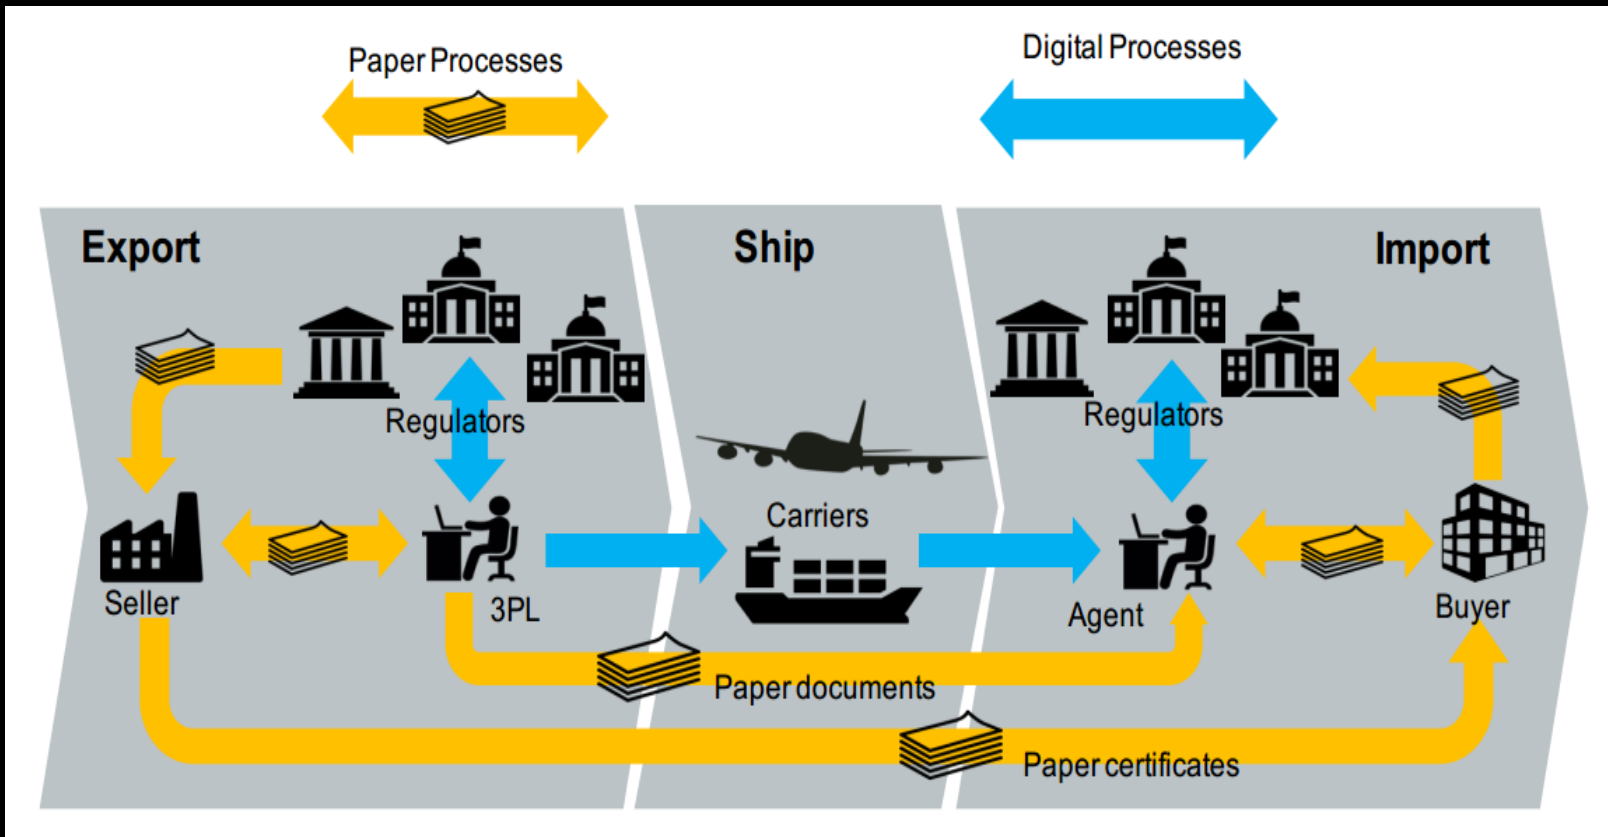 Paper Processes
Digital Processes
Export
Ship
Import
Regulators
Regulators
Carriers
Seller
3PL
Agent
Buyer
Paper documents
Paper certificates